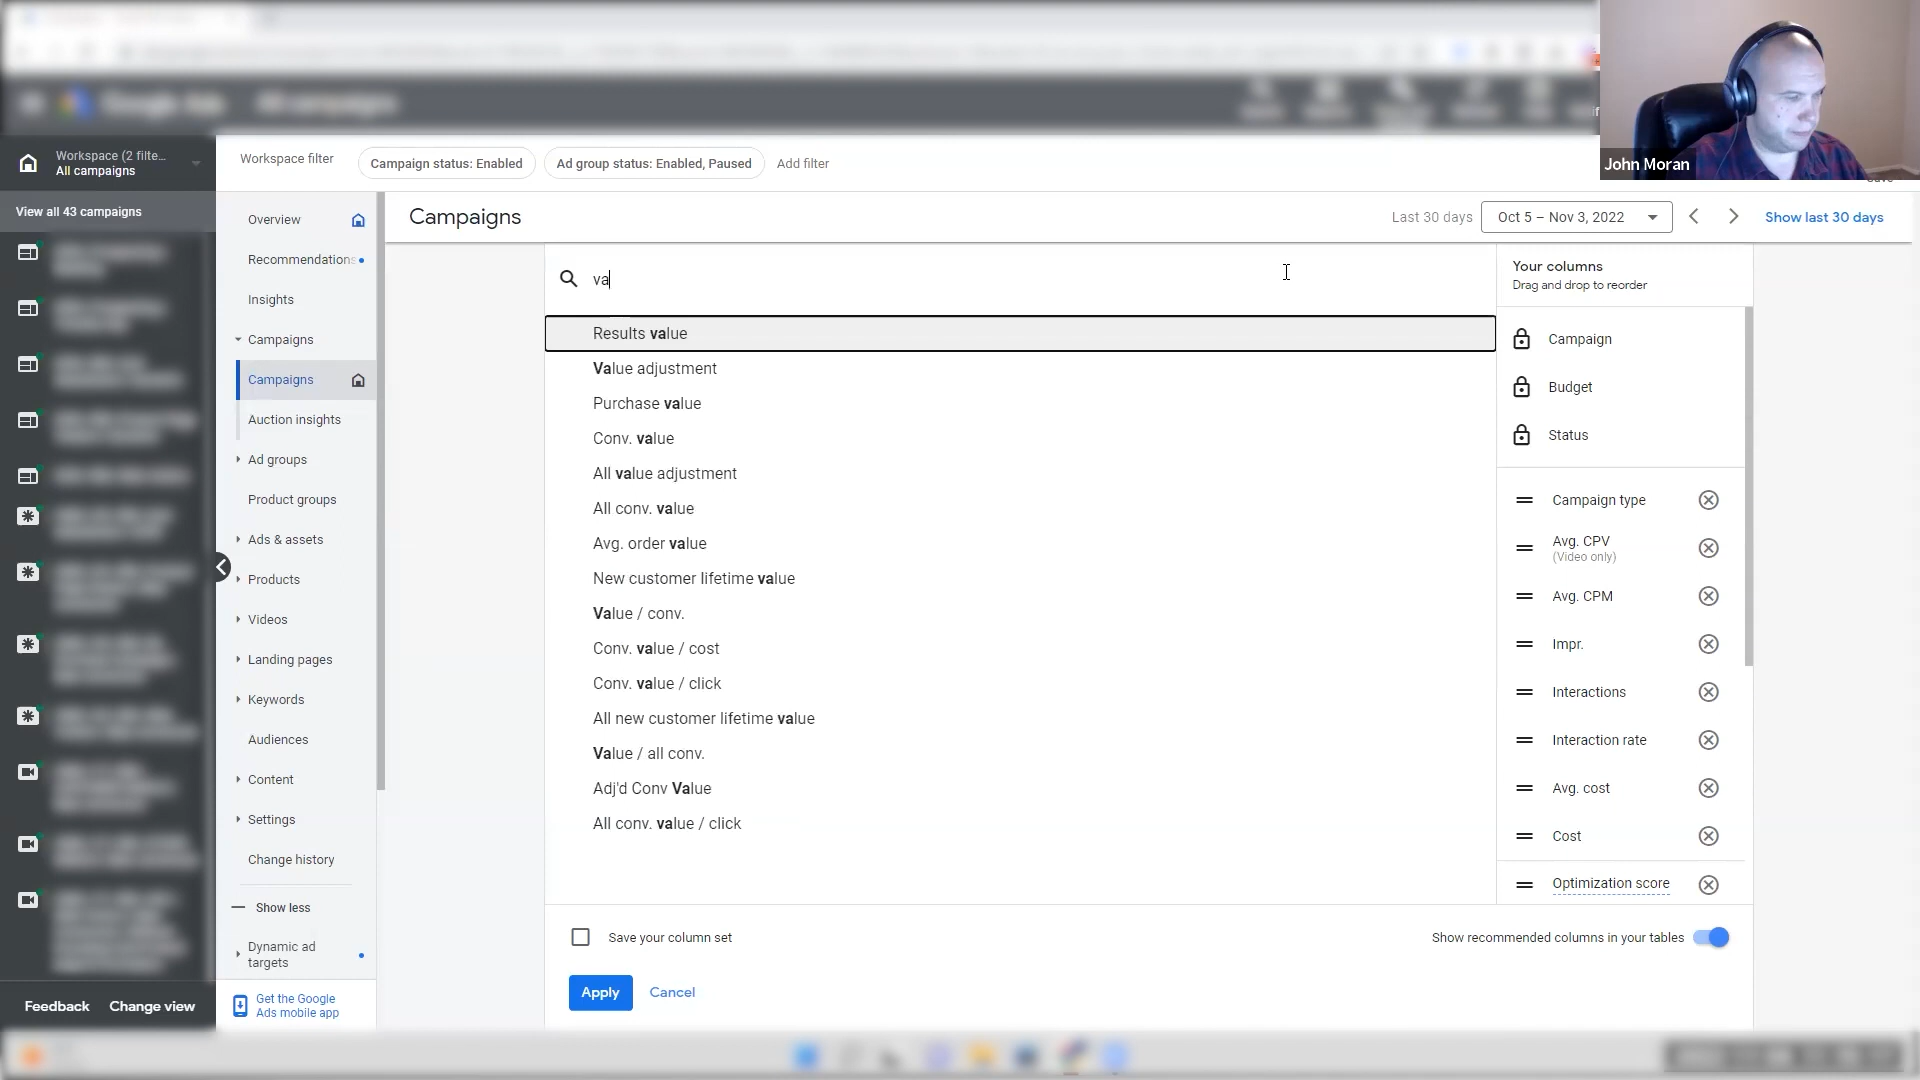 Google Ads
All campaigns
John Moran
Workspace (2 filte...
All campaigns
View all 43 campaigns
Feedback
Change view
Workspace filter
Campaign status: Enabled
Ad group status: Enabled, Paused
Add filter
Overview
Recommendations
Insights
Campaigns
Campaigns
Auction insights
Ad groups
Product groups
Ads & assets
Products
Videos
Landing pages
Keywords
Audiences
Content
Settings
Change history
Show less
Dynamic ad
targets
Get the Google
Ads mobile app
Campaigns
Last 30 days
Oct 5 – Nov 3, 2022
Show last 30 days
va
Results value
Value adjustment
Purchase value
Conv. value
All value adjustment
All conv. value
Avg. order value
New customer lifetime value
Value / conv.
Conv. value / cost
Conv. value / click
All new customer lifetime value
Value / all conv.
Adj'd Conv Value
All conv. value / click
Save your column set
Show recommended columns in your tables
Apply
Cancel
Your columns
Drag and drop to reorder
Campaign
Budget
Status
Campaign type
Avg. CPV
(Video only)
Avg. CPM
Impr.
Interactions
Interaction rate
Avg. cost
Cost
Optimization score